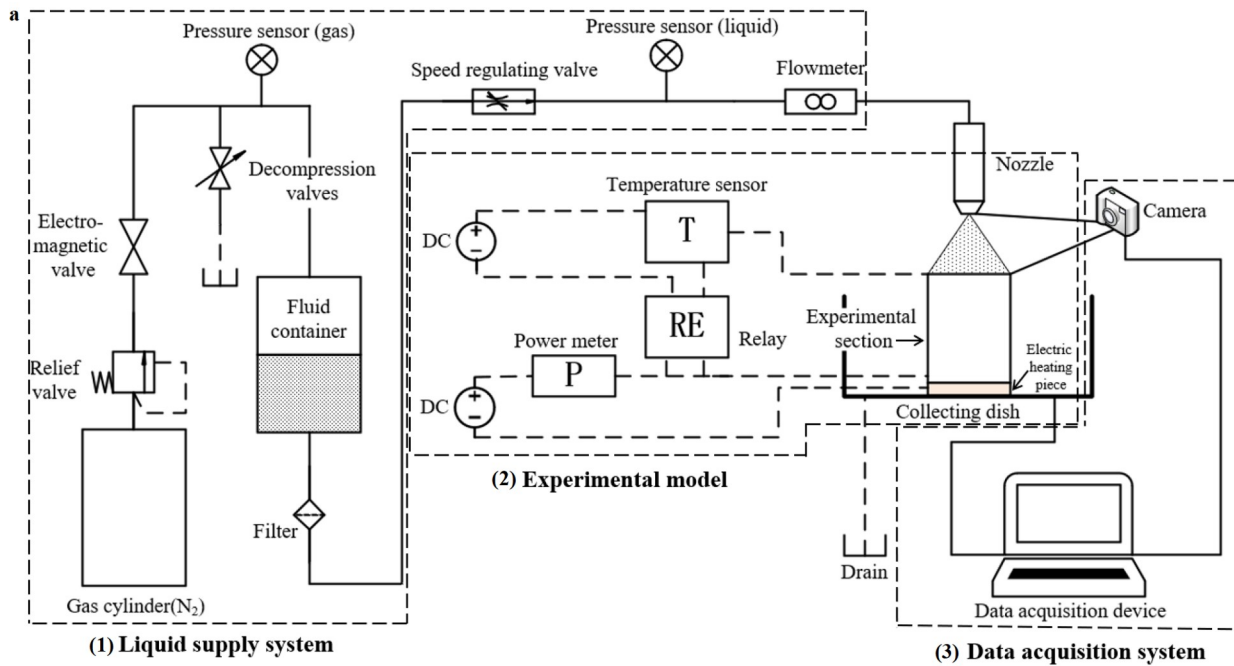 a
Pressure sensor (gas)
Pressure sensor (liquid)
Speed regulating valve
Flowmeter
Decompression
valves
Nozzle
Temperature sensor
Camera
Electro-
magnetic
valve
DC
T
Fluid
container
RE
Relay
Experimental
section
Power meter
P
Electric
heating
piece
Relief
valve
DC
Collecting dish
(2) Experimental model
Filter
Drain
Gas cylinder(N₂)
Data acquisition device
(1) Liquid supply system
(3) Data acquisition system